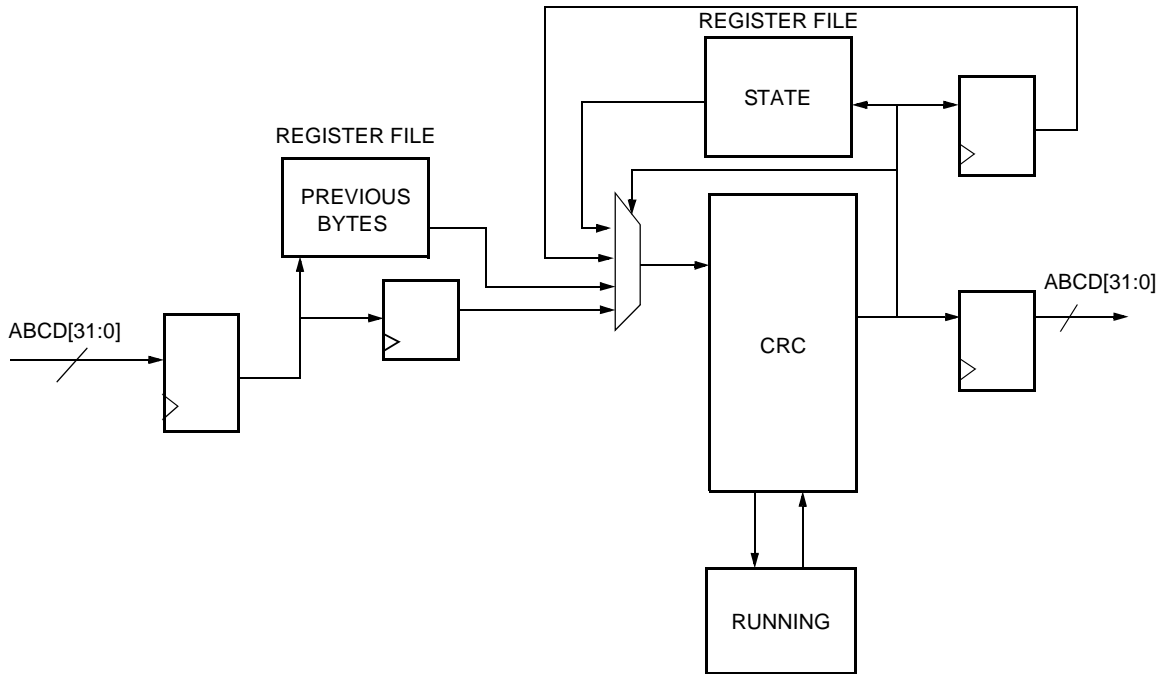 REGISTER FILE
STATE
REGISTER FILE
PREVIOUS
BYTES
ABCD[31:0]
ABCD[31:0]
CRC
RUNNING